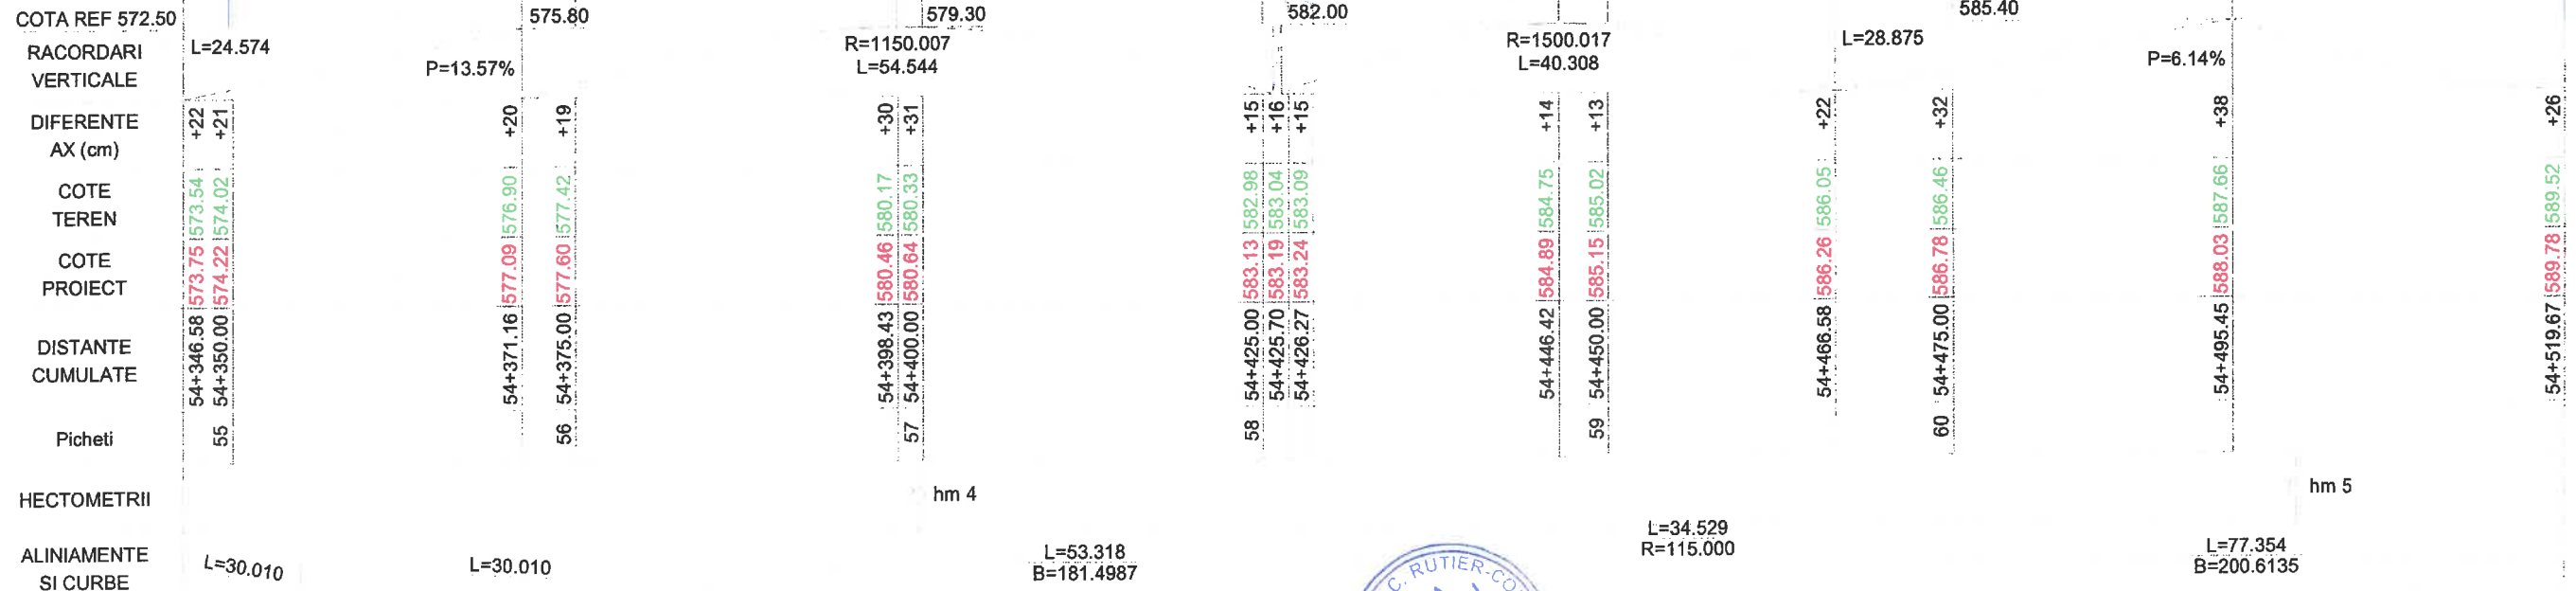 COTA REF 572.50 575.80 579.30 582.00 585.40
RACORDARI
VERTICALE
L=24.574
P=13.57%
R=1150.007
L=54.544
R=1500.017
L=40.308
L=28.875
P=6.14%
DIFERENTE
AX (cm)
+22 +21 +20 +19 +30 +31 +15 +16 +15 +14 +13 +22 +32 +38 +26
COTE
TEREN
573.54 574.02 576.90 577.42 580.17 580.33 582.98 583.04 583.09 584.75 585.02 586.05 586.46 587.66 589.52
COTE
PROIECT
573.75 574.22 577.09 577.60 580.46 580.64 583.13 583.19 583.24 584.89 585.15 586.26 586.78 588.03 589.78
DISTANTE
CUMULATE
54+346.58 54+350.00 54+371.16 54+375.00 54+398.43 54+400.00 54+425.00 54+425.70 54+426.27 54+446.42 54+450.00 54+466.58 54+475.00 54+495.45 54+519.67
Picheti 55 56 57 58 59 60
HECTOMETRII hm 4 hm 5
ALINIAMENTE
SI CURBE
L=30.010
L=30.010
L=53.318
B=181.4987
L=34.529
R=115.000
L=77.354
B=200.6135
C. RUTIER-CO